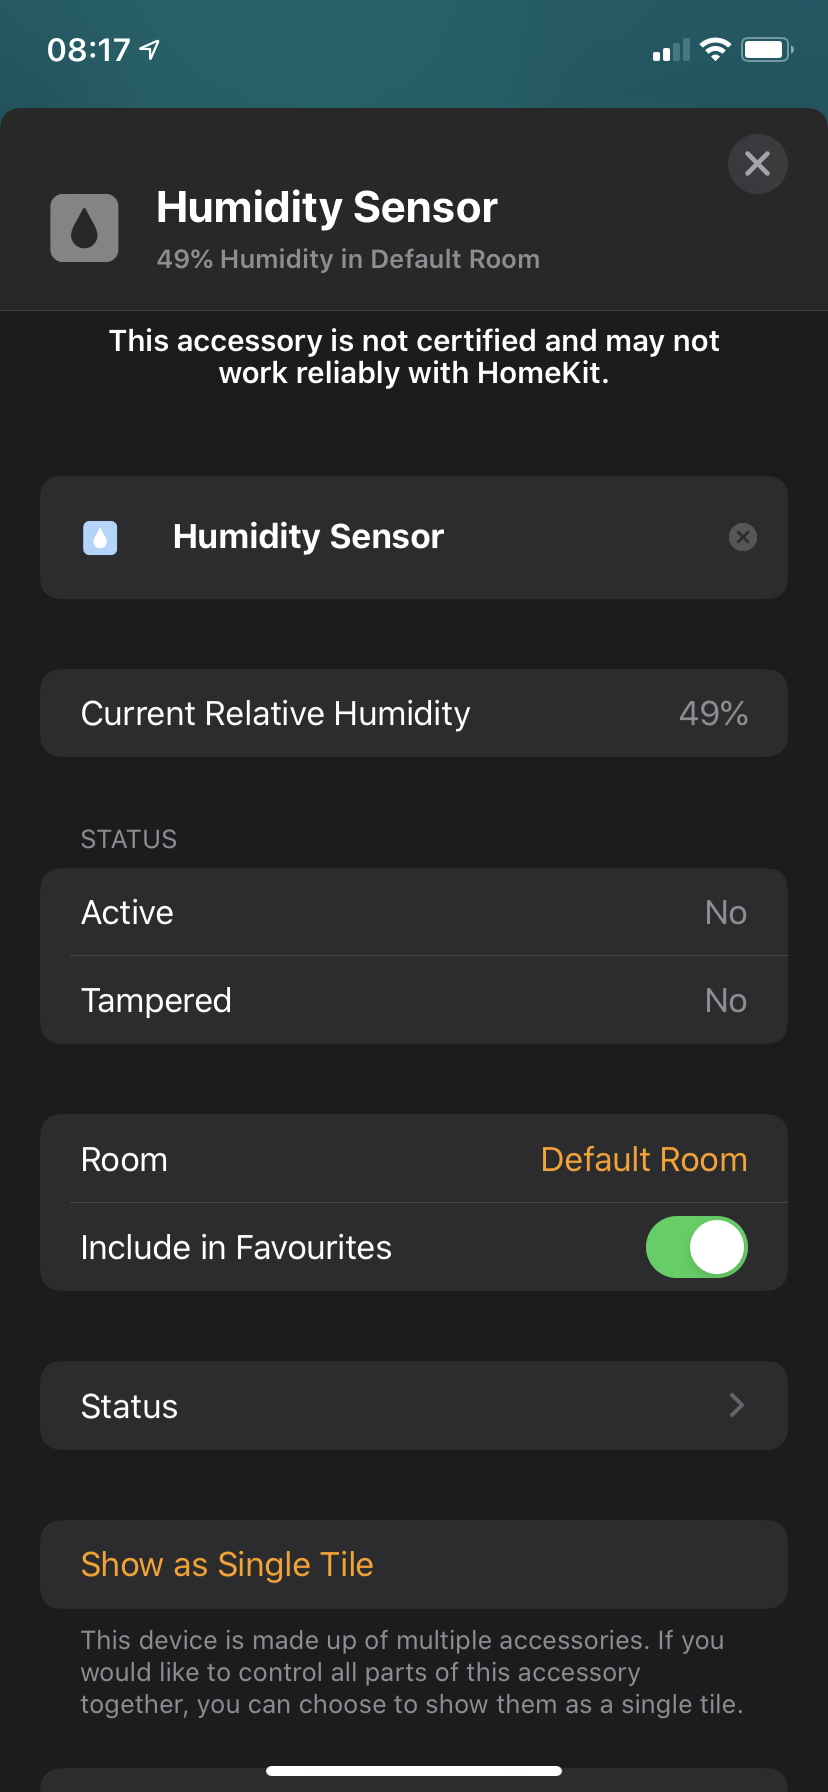 08:17
Humidity Sensor
49% Humidity in Default Room
This accessory is not certified and may not
work reliably with HomeKit.
Humidity Sensor
Current Relative Humidity 49%
STATUS
Active No
Tampered No
Room Default Room
Include in Favourites
Status
Show as Single Tile
This device is made up of multiple accessories. If you
would like to control all parts of this accessory
together, you can choose to show them as a single tile.